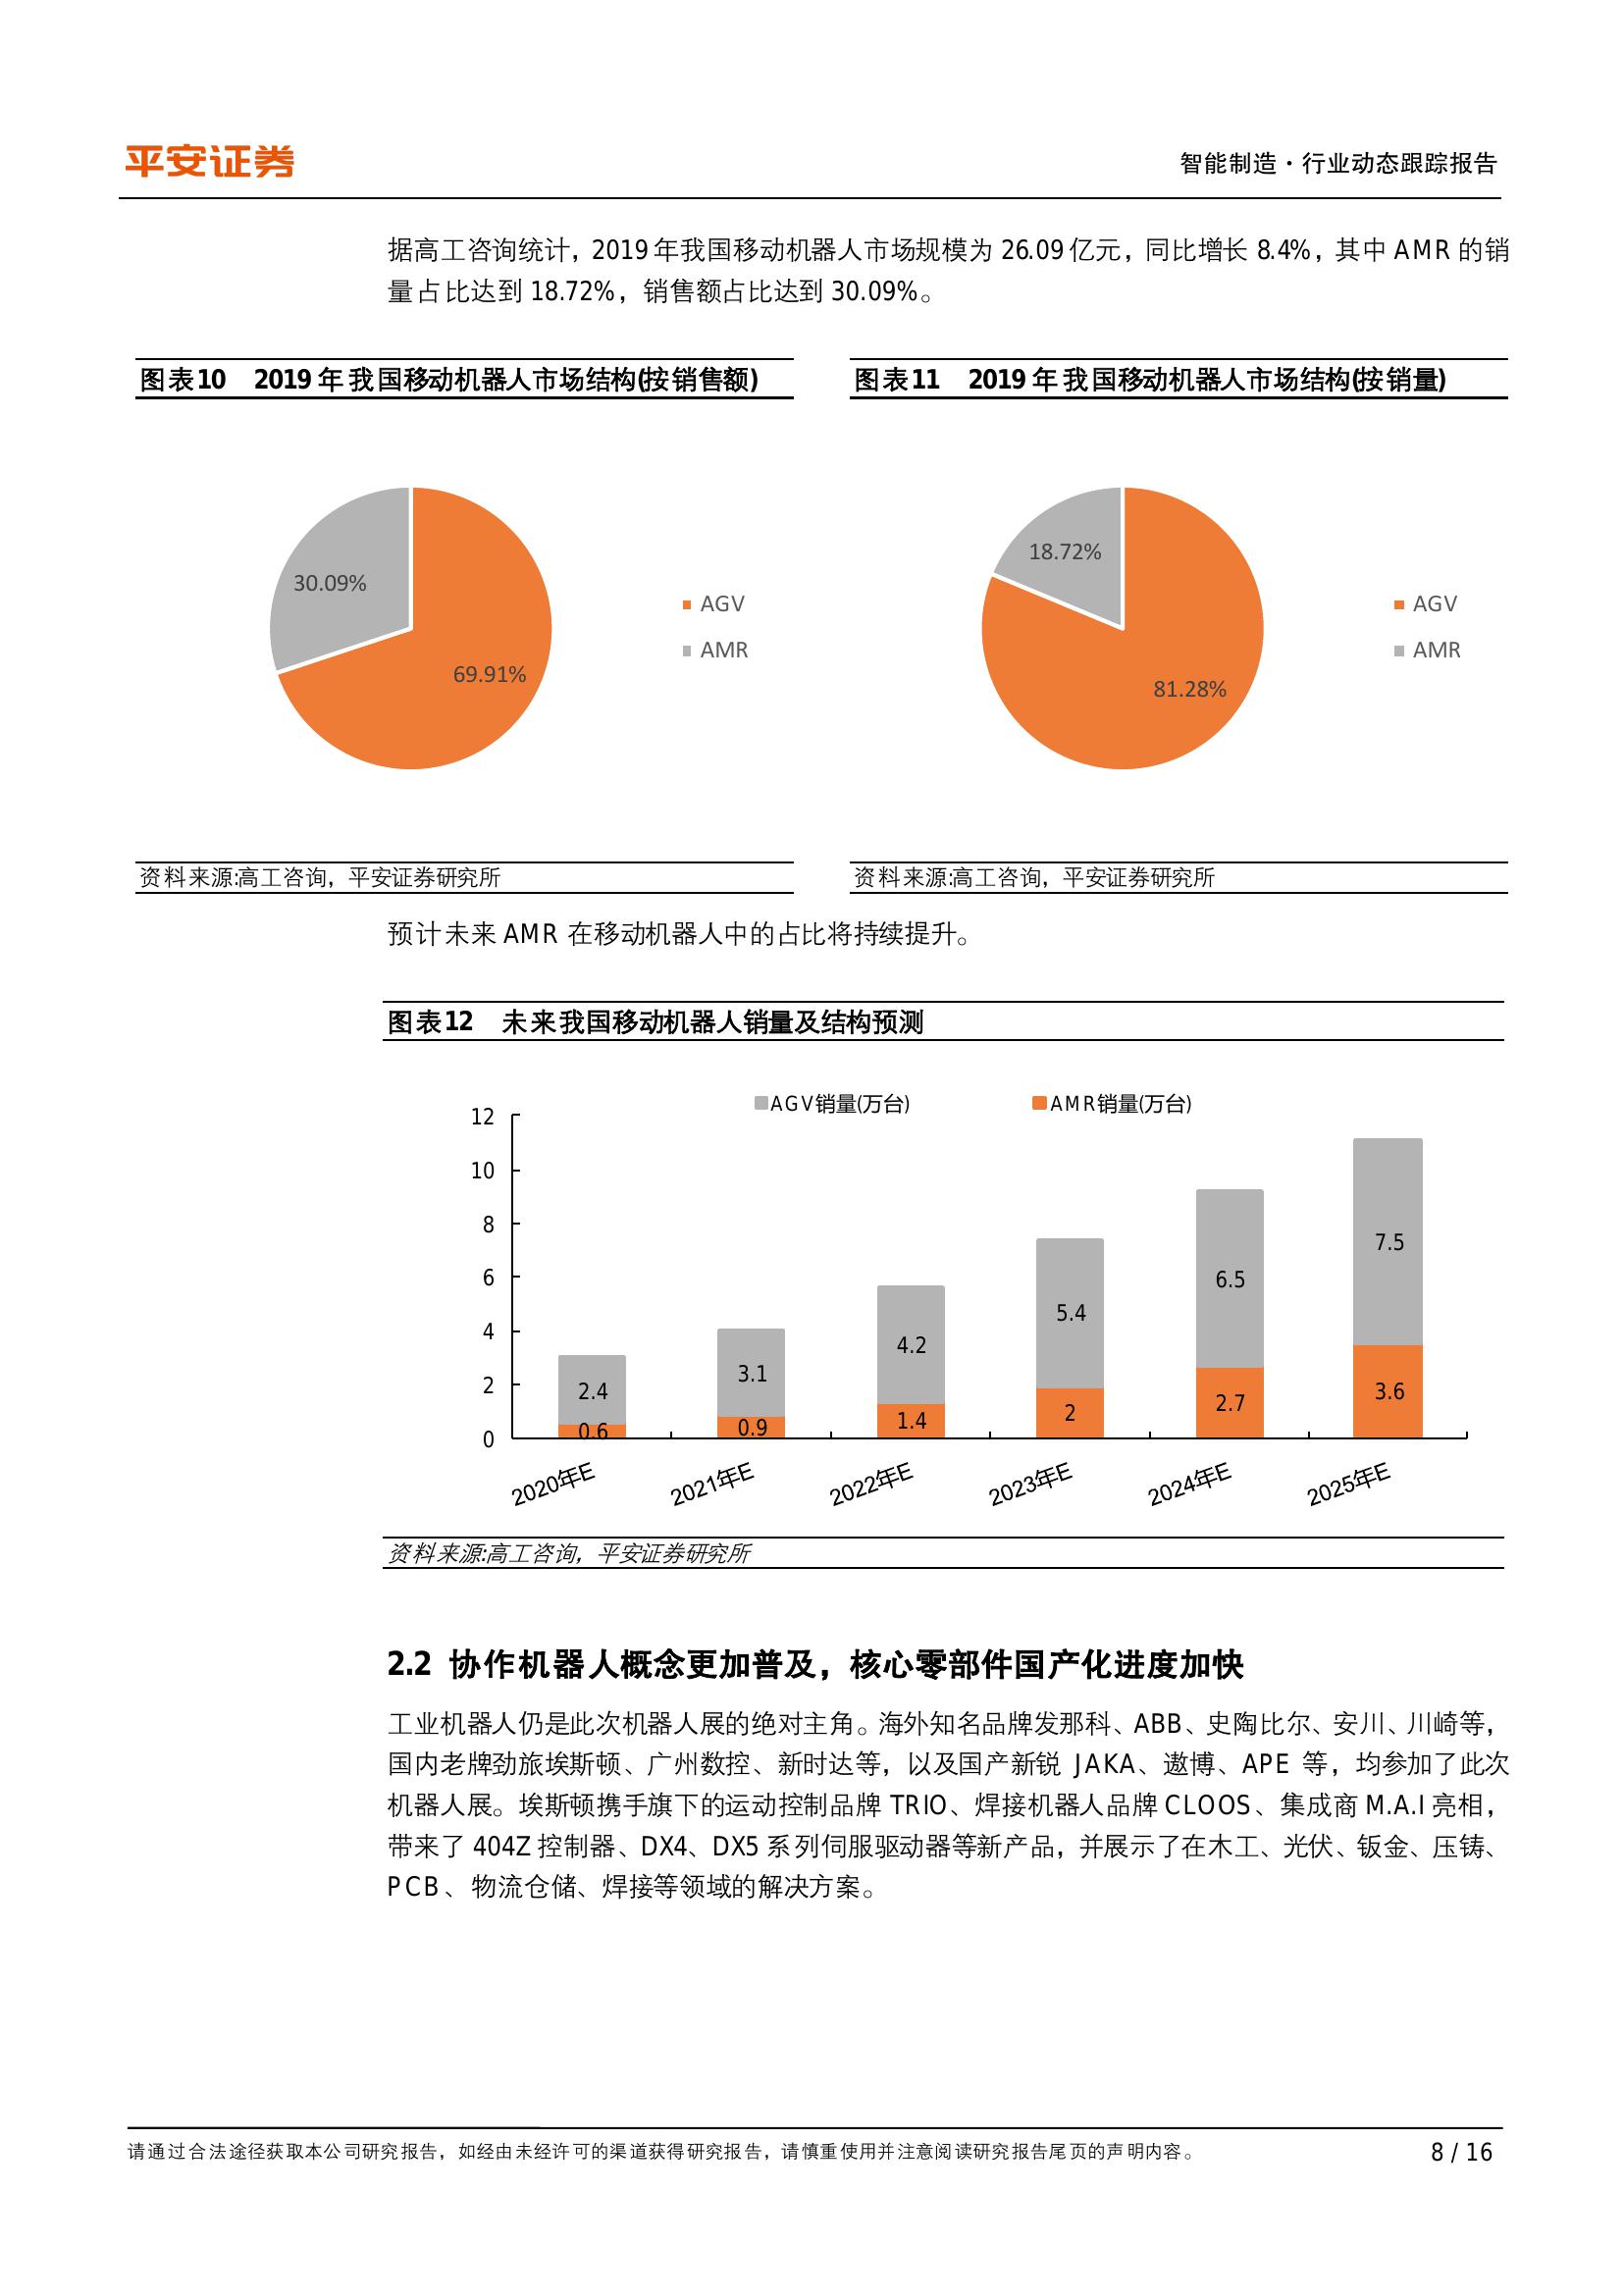 平安证券
智能制造·行业动态跟踪报告
据高工咨询统计，2019年我国移动机器人市场规模为 26.09亿元，同比增长 8.4%，其中 AMR 的销
量占比达到 18.72%，销售额占比达到 30.09%。
图表10 2019 年我国移动机器人市场结构(按销售额)
30.09%
69.91%
AGV
AMR
资料来源:高工咨询，平安证券研究所
图表11 2019 年我国移动机器人市场结构(按销量)
18.72%
81.28%
AGV
AMR
资料来源:高工咨询，平安证券研究所
预计未来 AMR 在移动机器人中的占比将持续提升。
图表12 未来我国移动机器人销量及结构预测
AGV销量(万台) AMR销量(万台)
12
10
8
6
4
2
0
2.4 3.1 4.2 5.4 6.5 7.5
0.6 0.9 1.4 2 2.7 3.6
2020年E 2021年E 2022年E 2023年E 2024年E 2025年E
资料来源:高工咨询，平安证券研究所
2.2 协作机器人概念更加普及，核心零部件国产化进度加快
工业机器人仍是此次机器人展的绝对主角。海外知名品牌发那科、ABB、史陶比尔、安川、川崎等，
国内老牌劲旅埃斯顿、广州数控、新时达等，以及国产新锐 JAKA、遨博、APE 等，均参加了此次
机器人展。埃斯顿携手旗下的运动控制品牌 TRIO、焊接机器人品牌 CLOOS、集成商 M.A.I 亮相，
带来了 404Z 控制器、DX4、DX5 系列伺服驱动器等新产品，并展示了在木工、光伏、钣金、压铸、
PCB、物流仓储、焊接等领域的解决方案。
请通过合法途径获取本公司研究报告，如经由未经许可的渠道获得研究报告，请慎重使用并注意阅读研究报告尾页的声明内容。
8 / 16